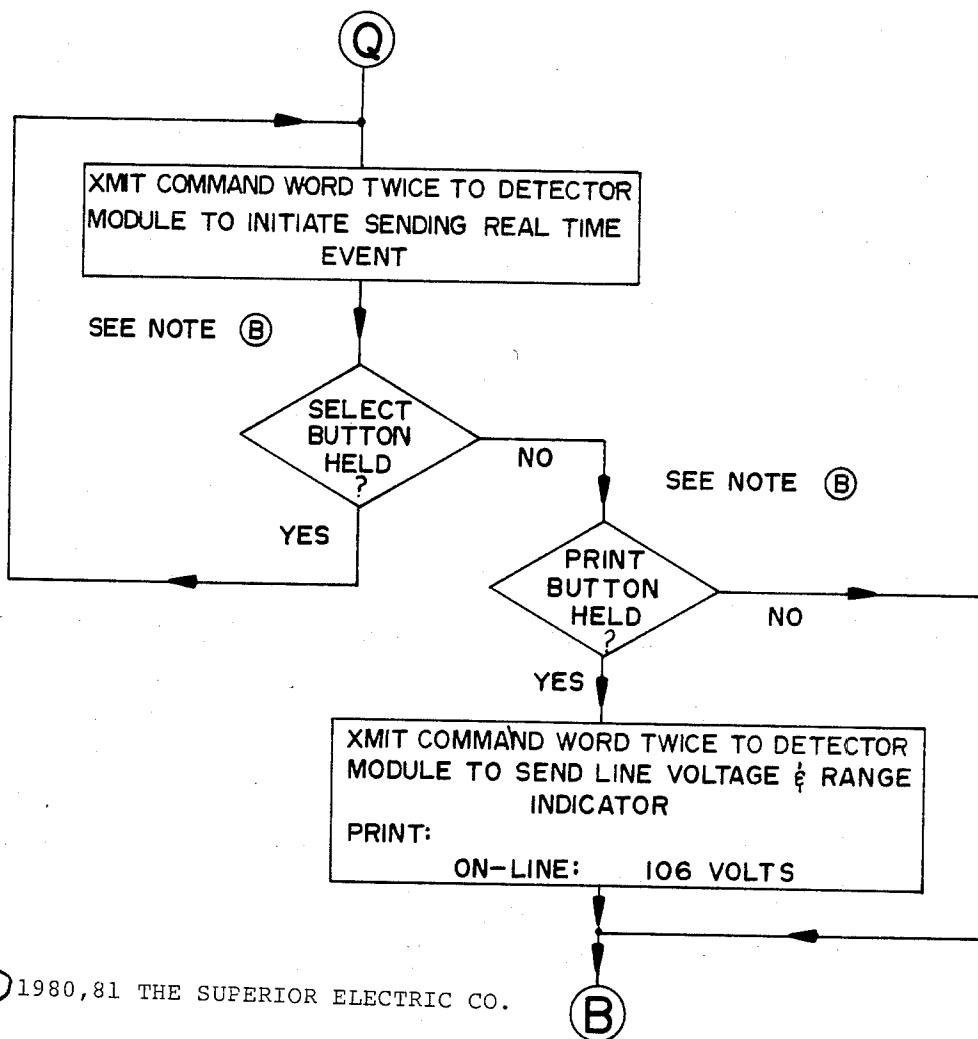 Q
XMIT COMMAND WORD TWICE TO DETECTOR
MODULE TO INITIATE SENDING REAL TIME
EVENT
SEE NOTE Ⓑ
SELECT
BUTTON
HELD
?
NO
YES
SEE NOTE Ⓑ
PRINT
BUTTON
HELD
?
NO
YES
XMIT COMMAND WORD TWICE TO DETECTOR
MODULE TO SEND LINE VOLTAGE & RANGE
INDICATOR
PRINT:
ON-LINE: 106 VOLTS
1980,81 THE SUPERIOR ELECTRIC CO.
B